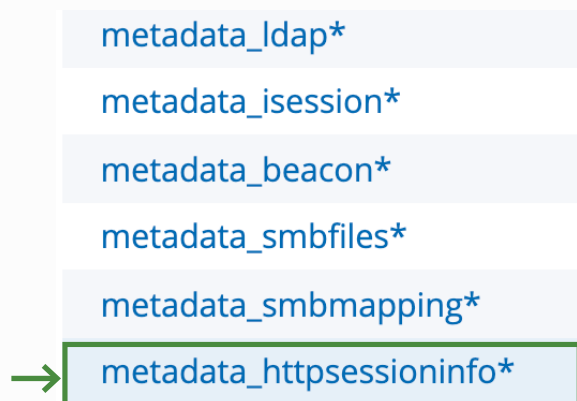 metadata_ldap*
metadata_isession*
metadata_beacon*
metadata_smbfiles*
metadata_smbmapping*
metadata_httpsessioninfo*